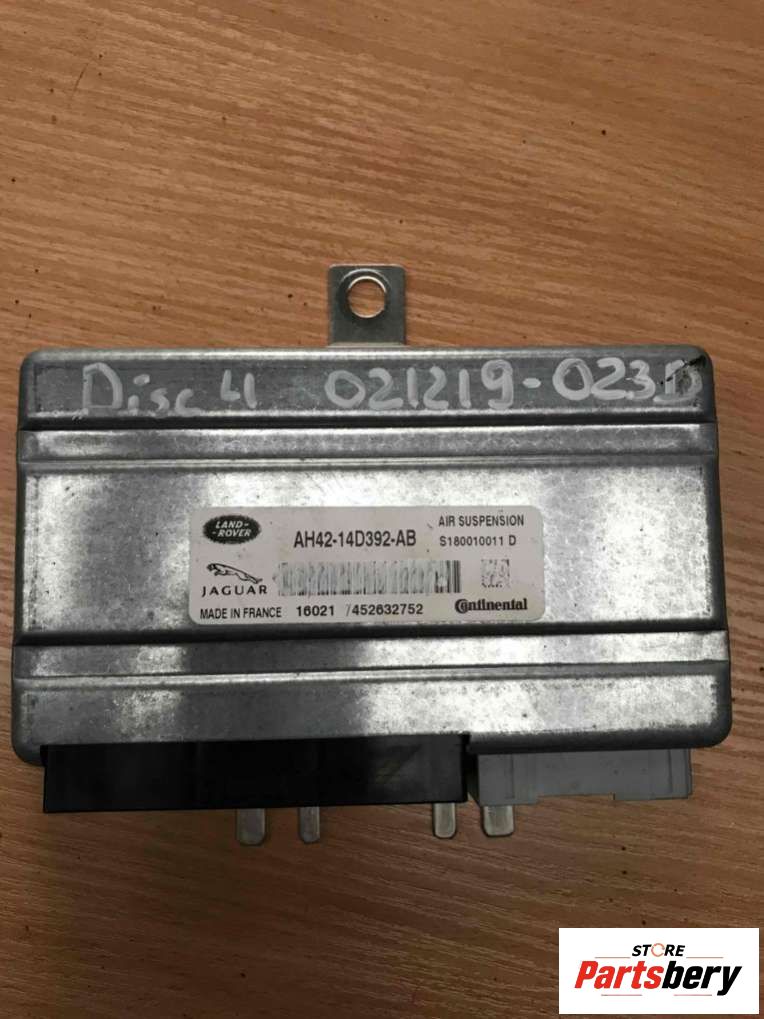 Disc 4 021219-023D
LAND-
-ROVER
AH42-14D392-AB
AIR SUSPENSION
S180010011 D
JAGUAR
MADE IN FRANCE 16021 /452632752 Continental
STORE
Partsbery